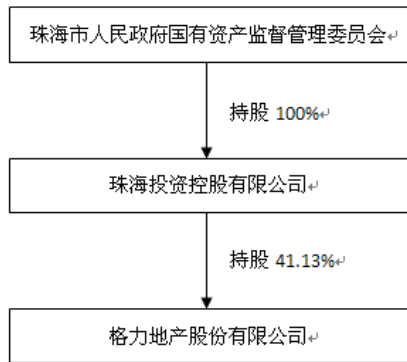 珠海市人民政府国有资产监督管理委员会
持股 100%
珠海投资控股有限公司
持股 41.13%
格力地产股份有限公司